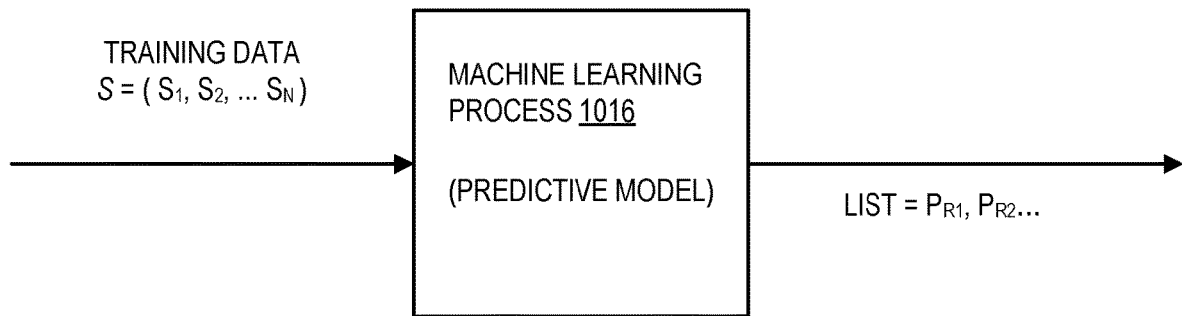 TRAINING DATA
S = ( S1, S2, ... SN )
MACHINE LEARNING
PROCESS 1016
(PREDICTIVE MODEL)
LIST = PR1, PR2...